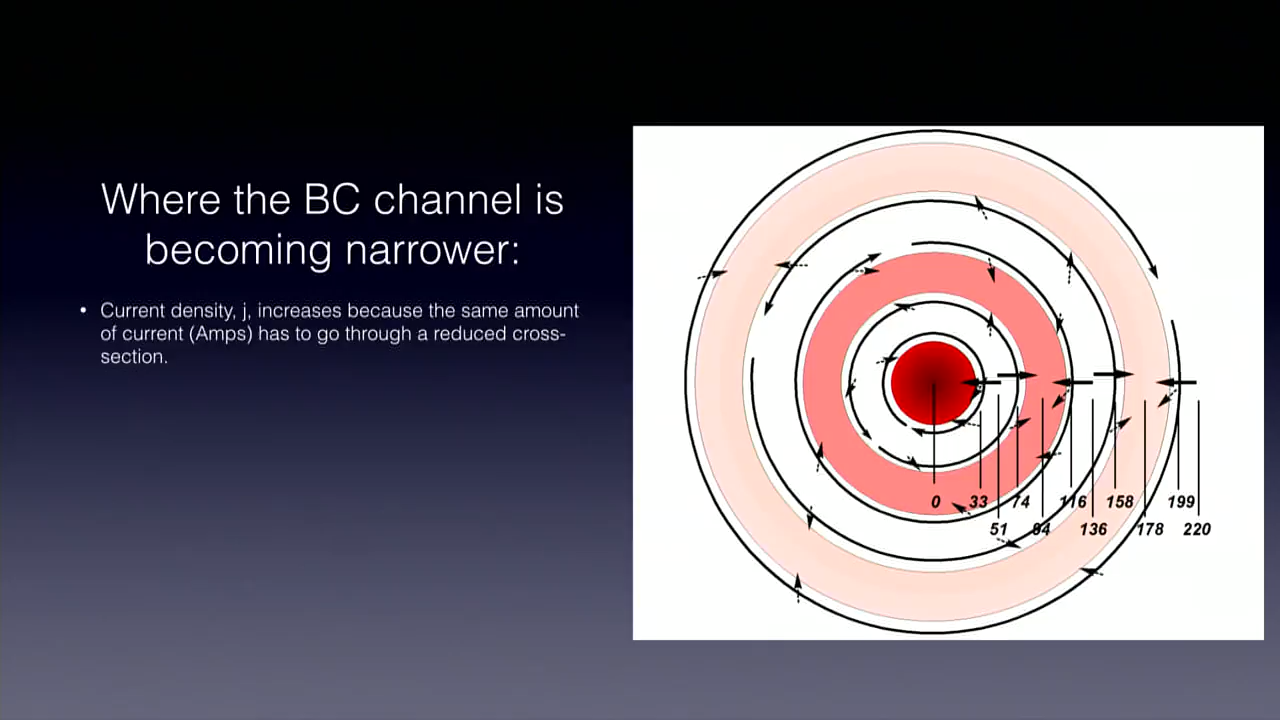 Where the BC channel is
becoming narrower:
• Current density, j, increases because the same amount
of current (Amps) has to go through a reduced cross-
section.
0 33 74 116 158 199
51 94 136 178 220